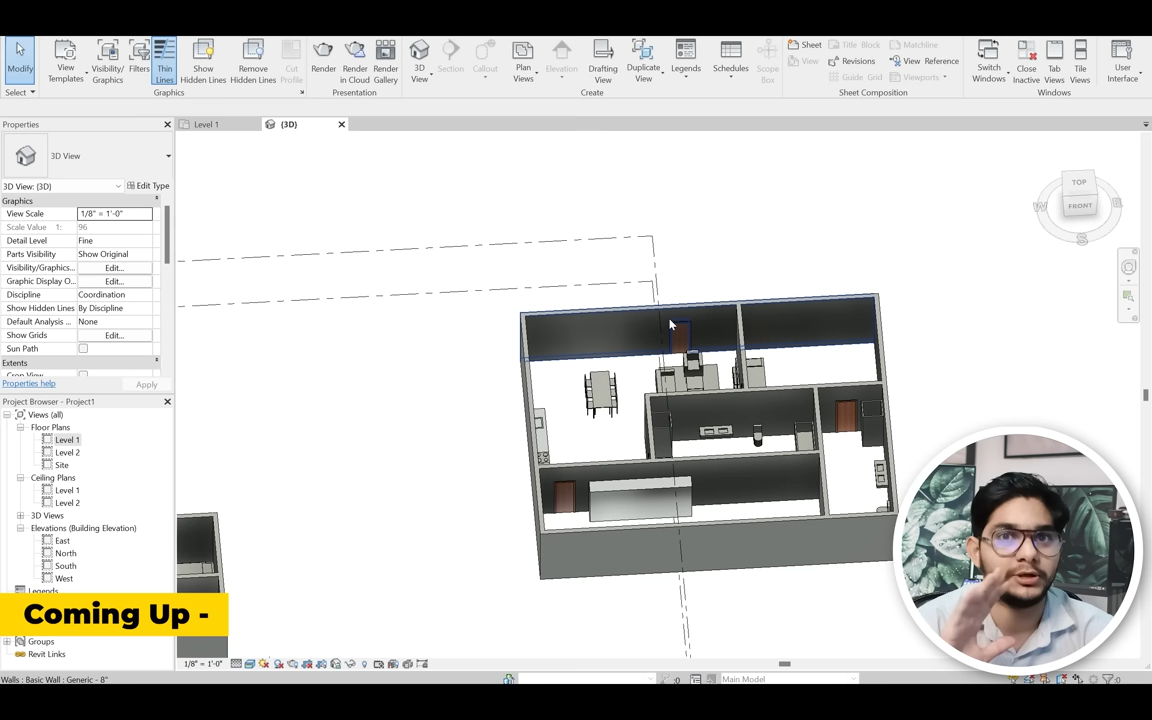 Modify
View Templates
Visibility/ Graphics
Filters
Thin Lines
Show Hidden Lines
Remove Hidden Lines
Cut Profile
Render
Render in Cloud
Render Gallery
3D View
Section
Callout
Plan Views
Elevation
Drafting View
Duplicate View
Legends
Schedules
Scope Box
Sheet
Title Block
Matchline
View
Revisions
View Reference
Guide Grid
Viewports
Switch Windows
Close Inactive
Tab Views
Tile Views
User Interface
Select
Graphics
Presentation
Create
Sheet Composition
Windows
Properties
Level 1
{3D}
3D View
3D View: {3D}
Edit Type
Graphics
View Scale 1/8" = 1'-0"
Scale Value 1: 96
Detail Level Fine
Parts Visibility Show Original
Visibility/Graphics... Edit...
Graphic Display O... Edit...
Discipline Coordination
Show Hidden Lines By Discipline
Default Analysis ... None
Show Grids Edit...
Sun Path
Extents
Properties help
Apply
Project Browser - Project1
Views (all)
Floor Plans
Level 1
Level 2
Site
Ceiling Plans
Level 1
Level 2
3D Views
Elevations (Building Elevation)
East
North
South
West
Legends
Coming Up -
Groups
Revit Links
TOP
FRONT
W
S
1/8" = 1'-0"
Walls : Basic Wall : Generic - 8"
:0
Main Model
:0